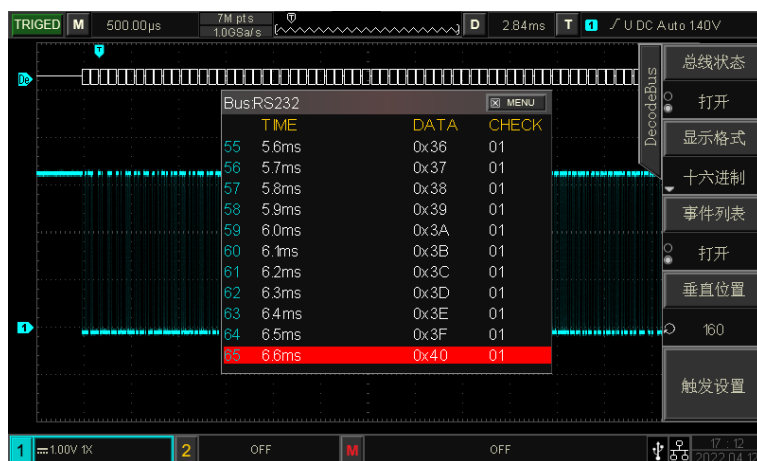 TRIGED M 500.00µs 7M pts 1.0GSa/s D 2.84ms T 1 U DC Auto 1.40V
T
DecodeBus
总线状态
打开
显示格式
十六进制
事件列表
打开
垂直位置
160
触发设置
Bus:RS232 MENU
TIME DATA CHECK
55 5.6ms 0x36 01
56 5.7ms 0x37 01
57 5.8ms 0x38 01
58 5.9ms 0x39 01
59 6.0ms 0x3A 01
60 6.1ms 0x3B 01
61 6.2ms 0x3C 01
62 6.3ms 0x3D 01
63 6.4ms 0x3E 01
64 6.5ms 0x3F 01
65 6.6ms 0x40 01
1
1 1.00V 1X 2 OFF M OFF 17:12
2022.04.12